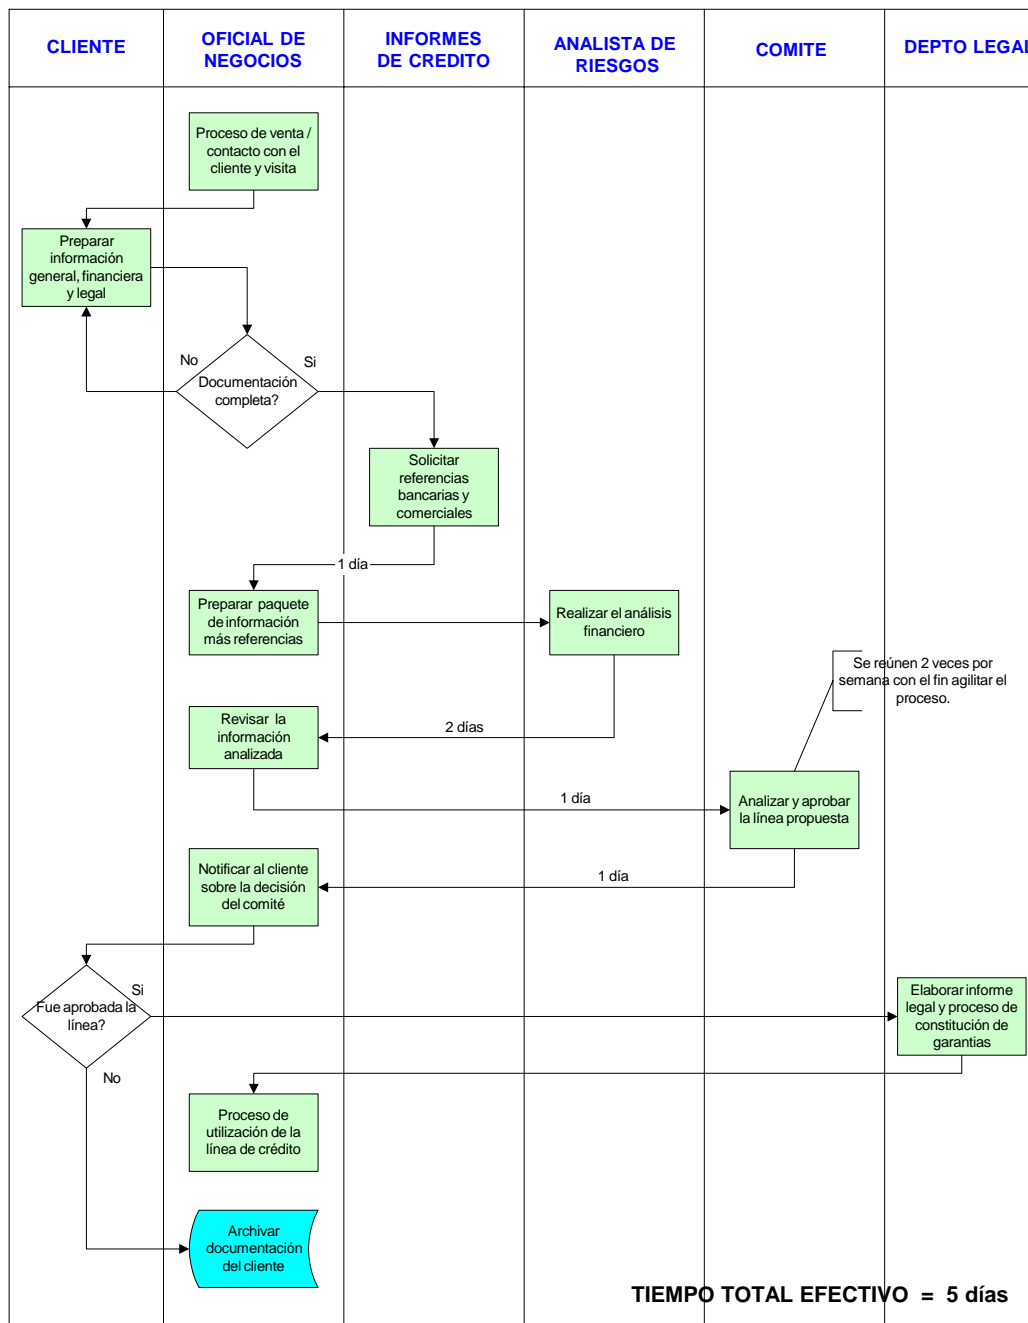 CLIENTE
OFICIAL DE
NEGOCIOS
INFORMES
DE CREDITO
ANALISTA DE
RIESGOS
COMITE
DEPTO LEGAL
Proceso de venta /
contacto con el
cliente y visita
Preparar
información
general, financiera
y legal
No
Si
Documentación
completa?
Solicitar
referencias
bancarias y
comerciales
1 día
Preparar paquete
de información
más referencias
Realizar el análisis
financiero
Se reúnen 2 veces por
semana con el fin agilitar el
proceso.
Revisar la
información
analizada
2 días
1 día
Analizar y aprobar
la línea propuesta
Notificar al cliente
sobre la decisión
del comité
1 día
Si
Fue aprobada la
línea?
No
Elaborar informe
legal y proceso de
constitución de
garantias
Proceso de
utilización de la
línea de crédito
Archivar
documentación
del cliente
TIEMPO TOTAL EFECTIVO = 5 días